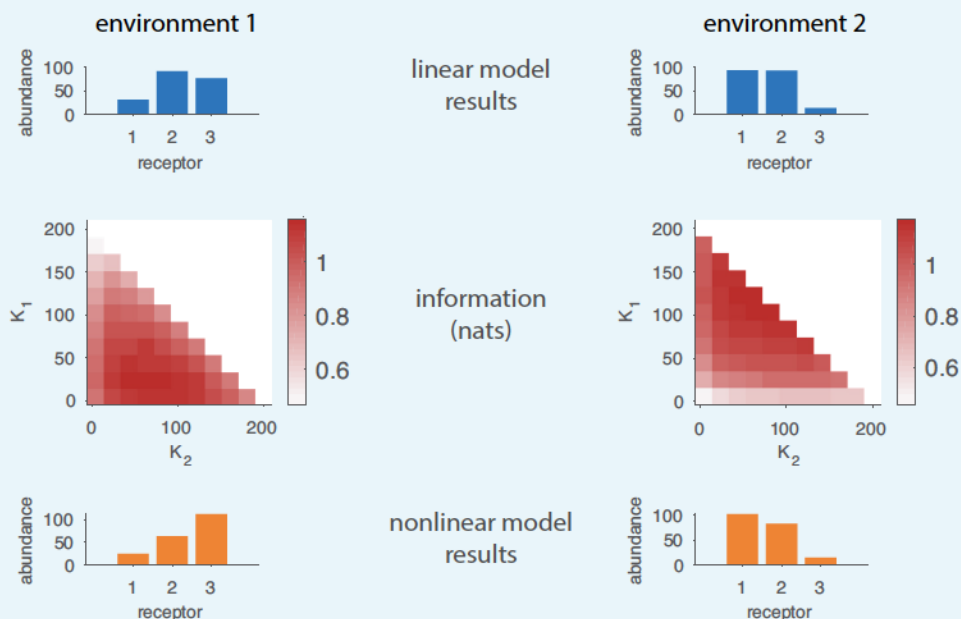 environment 1
environment 2
abundance
100
50
0
1 2 3
receptor
linear model
results
abundance
100
50
0
1 2 3
receptor
K1
200
150
100
50
0
0 100 200
K2
1
0.8
0.6
information
(nats)
K1
200
150
100
50
0
0 100 200
K2
1
0.8
0.6
abundance
100
50
0
1 2 3
receptor
nonlinear model
results
abundance
100
50
0
1 2 3
receptor